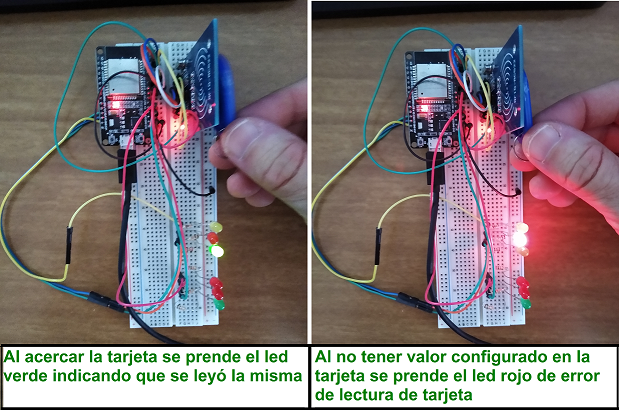 Al acercar la tarjeta se prende el led
verde indicando que se leyó la misma
Al no tener valor configurado en la
tarjeta se prende el led rojo de error
de lectura de tarjeta